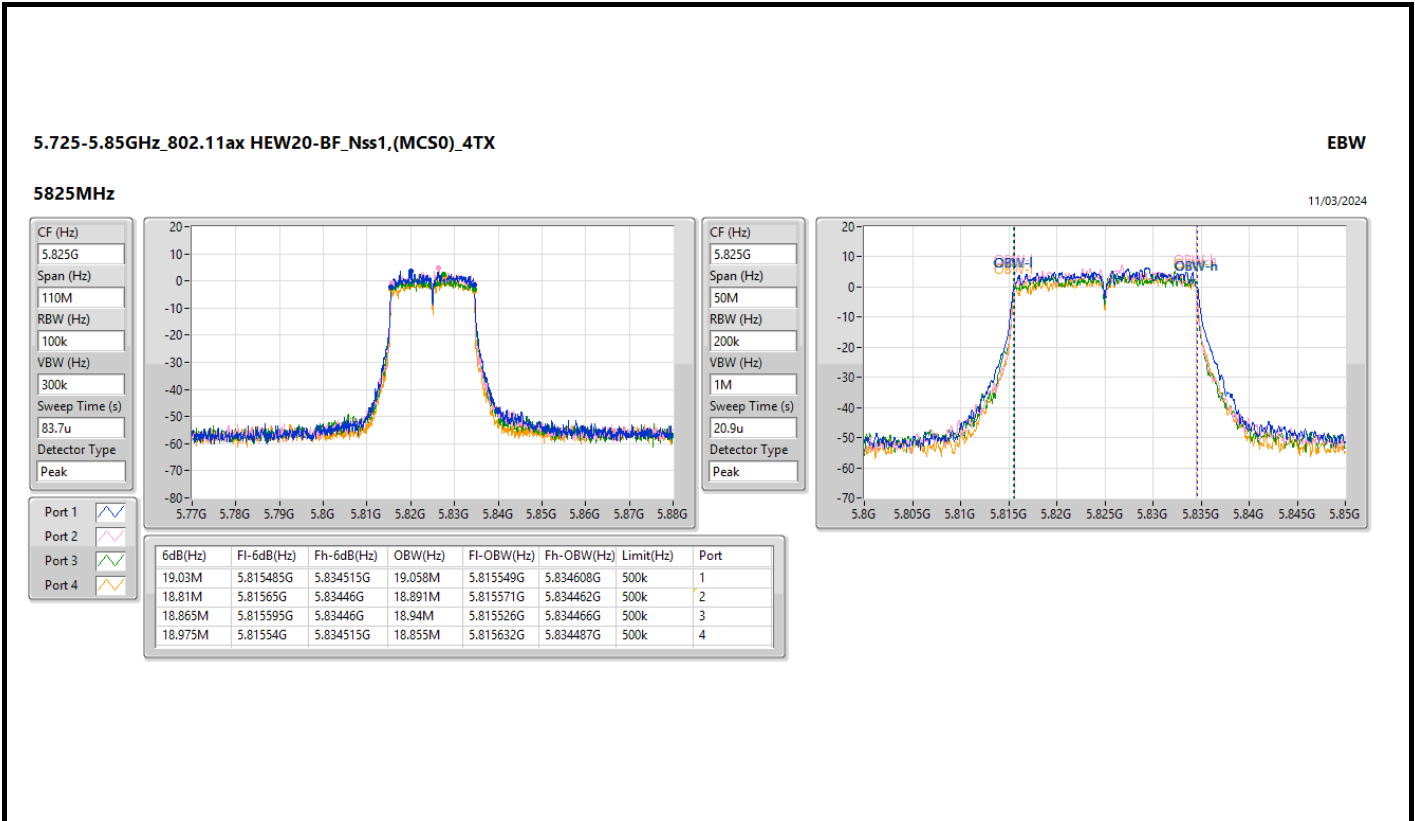 5.725-5.85GHz_802.11ax HEW20-BF_Nss1,(MCS0)_4TX
EBW
5825MHz
11/03/2024
CF (Hz)
5.825G
Span (Hz)
110M
RBW (Hz)
100k
VBW (Hz)
300k
Sweep Time (s)
83.7u
Detector Type
Peak
20
10
0
-10
-20
-30
-40
-50
-60
-70
-80
5.77G 5.78G 5.79G 5.8G 5.81G 5.82G 5.83G 5.84G 5.85G 5.86G 5.87G 5.88G
CF (Hz)
5.825G
Span (Hz)
50M
RBW (Hz)
200k
VBW (Hz)
1M
Sweep Time (s)
20.9u
Detector Type
Peak
20
10
0
-10
-20
-30
-40
-50
-60
-70
OBW-l
OBW-h
5.8G 5.805G 5.81G 5.815G 5.82G 5.825G 5.83G 5.835G 5.84G 5.845G 5.85G
Port 1
Port 2
Port 3
Port 4
6dB(Hz) Fl-6dB(Hz) Fh-6dB(Hz) OBW(Hz) Fl-OBW(Hz) Fh-OBW(Hz) Limit(Hz) Port
19.03M 5.815485G 5.834515G 19.058M 5.815549G 5.834608G 500k 1
18.81M 5.81565G 5.83446G 18.891M 5.815571G 5.834462G 500k 2
18.865M 5.815595G 5.83446G 18.94M 5.815526G 5.834466G 500k 3
18.975M 5.81554G 5.834515G 18.855M 5.815632G 5.834487G 500k 4